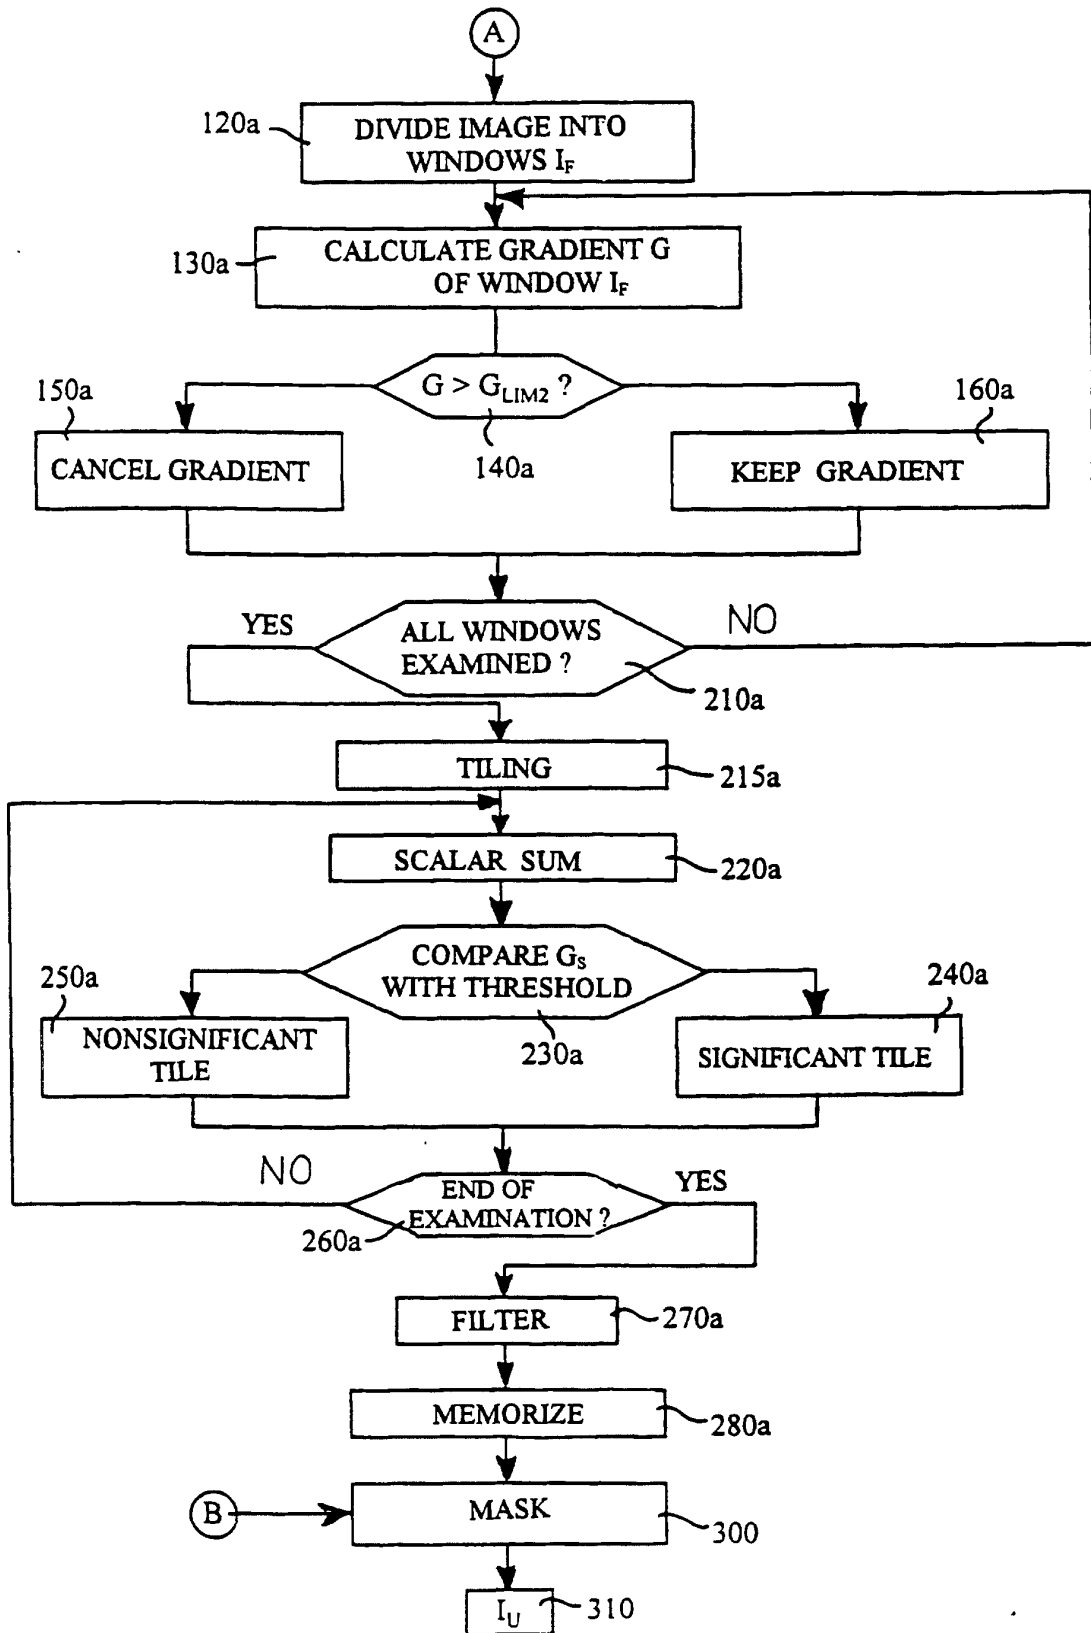 A
120a
DIVIDE IMAGE INTO
WINDOWS I_F
130a
CALCULATE GRADIENT G
OF WINDOW I_F
G > G_LIM2 ?
140a
150a
CANCEL GRADIENT
160a
KEEP GRADIENT
YES
ALL WINDOWS
EXAMINED ?
NO
210a
TILING
215a
SCALAR SUM
220a
COMPARE G_S
WITH THRESHOLD
230a
250a
NONSIGNIFICANT
TILE
240a
SIGNIFICANT TILE
NO
END OF
EXAMINATION ?
YES
260a
FILTER
270a
MEMORIZE
280a
B
MASK
300
I_U
310